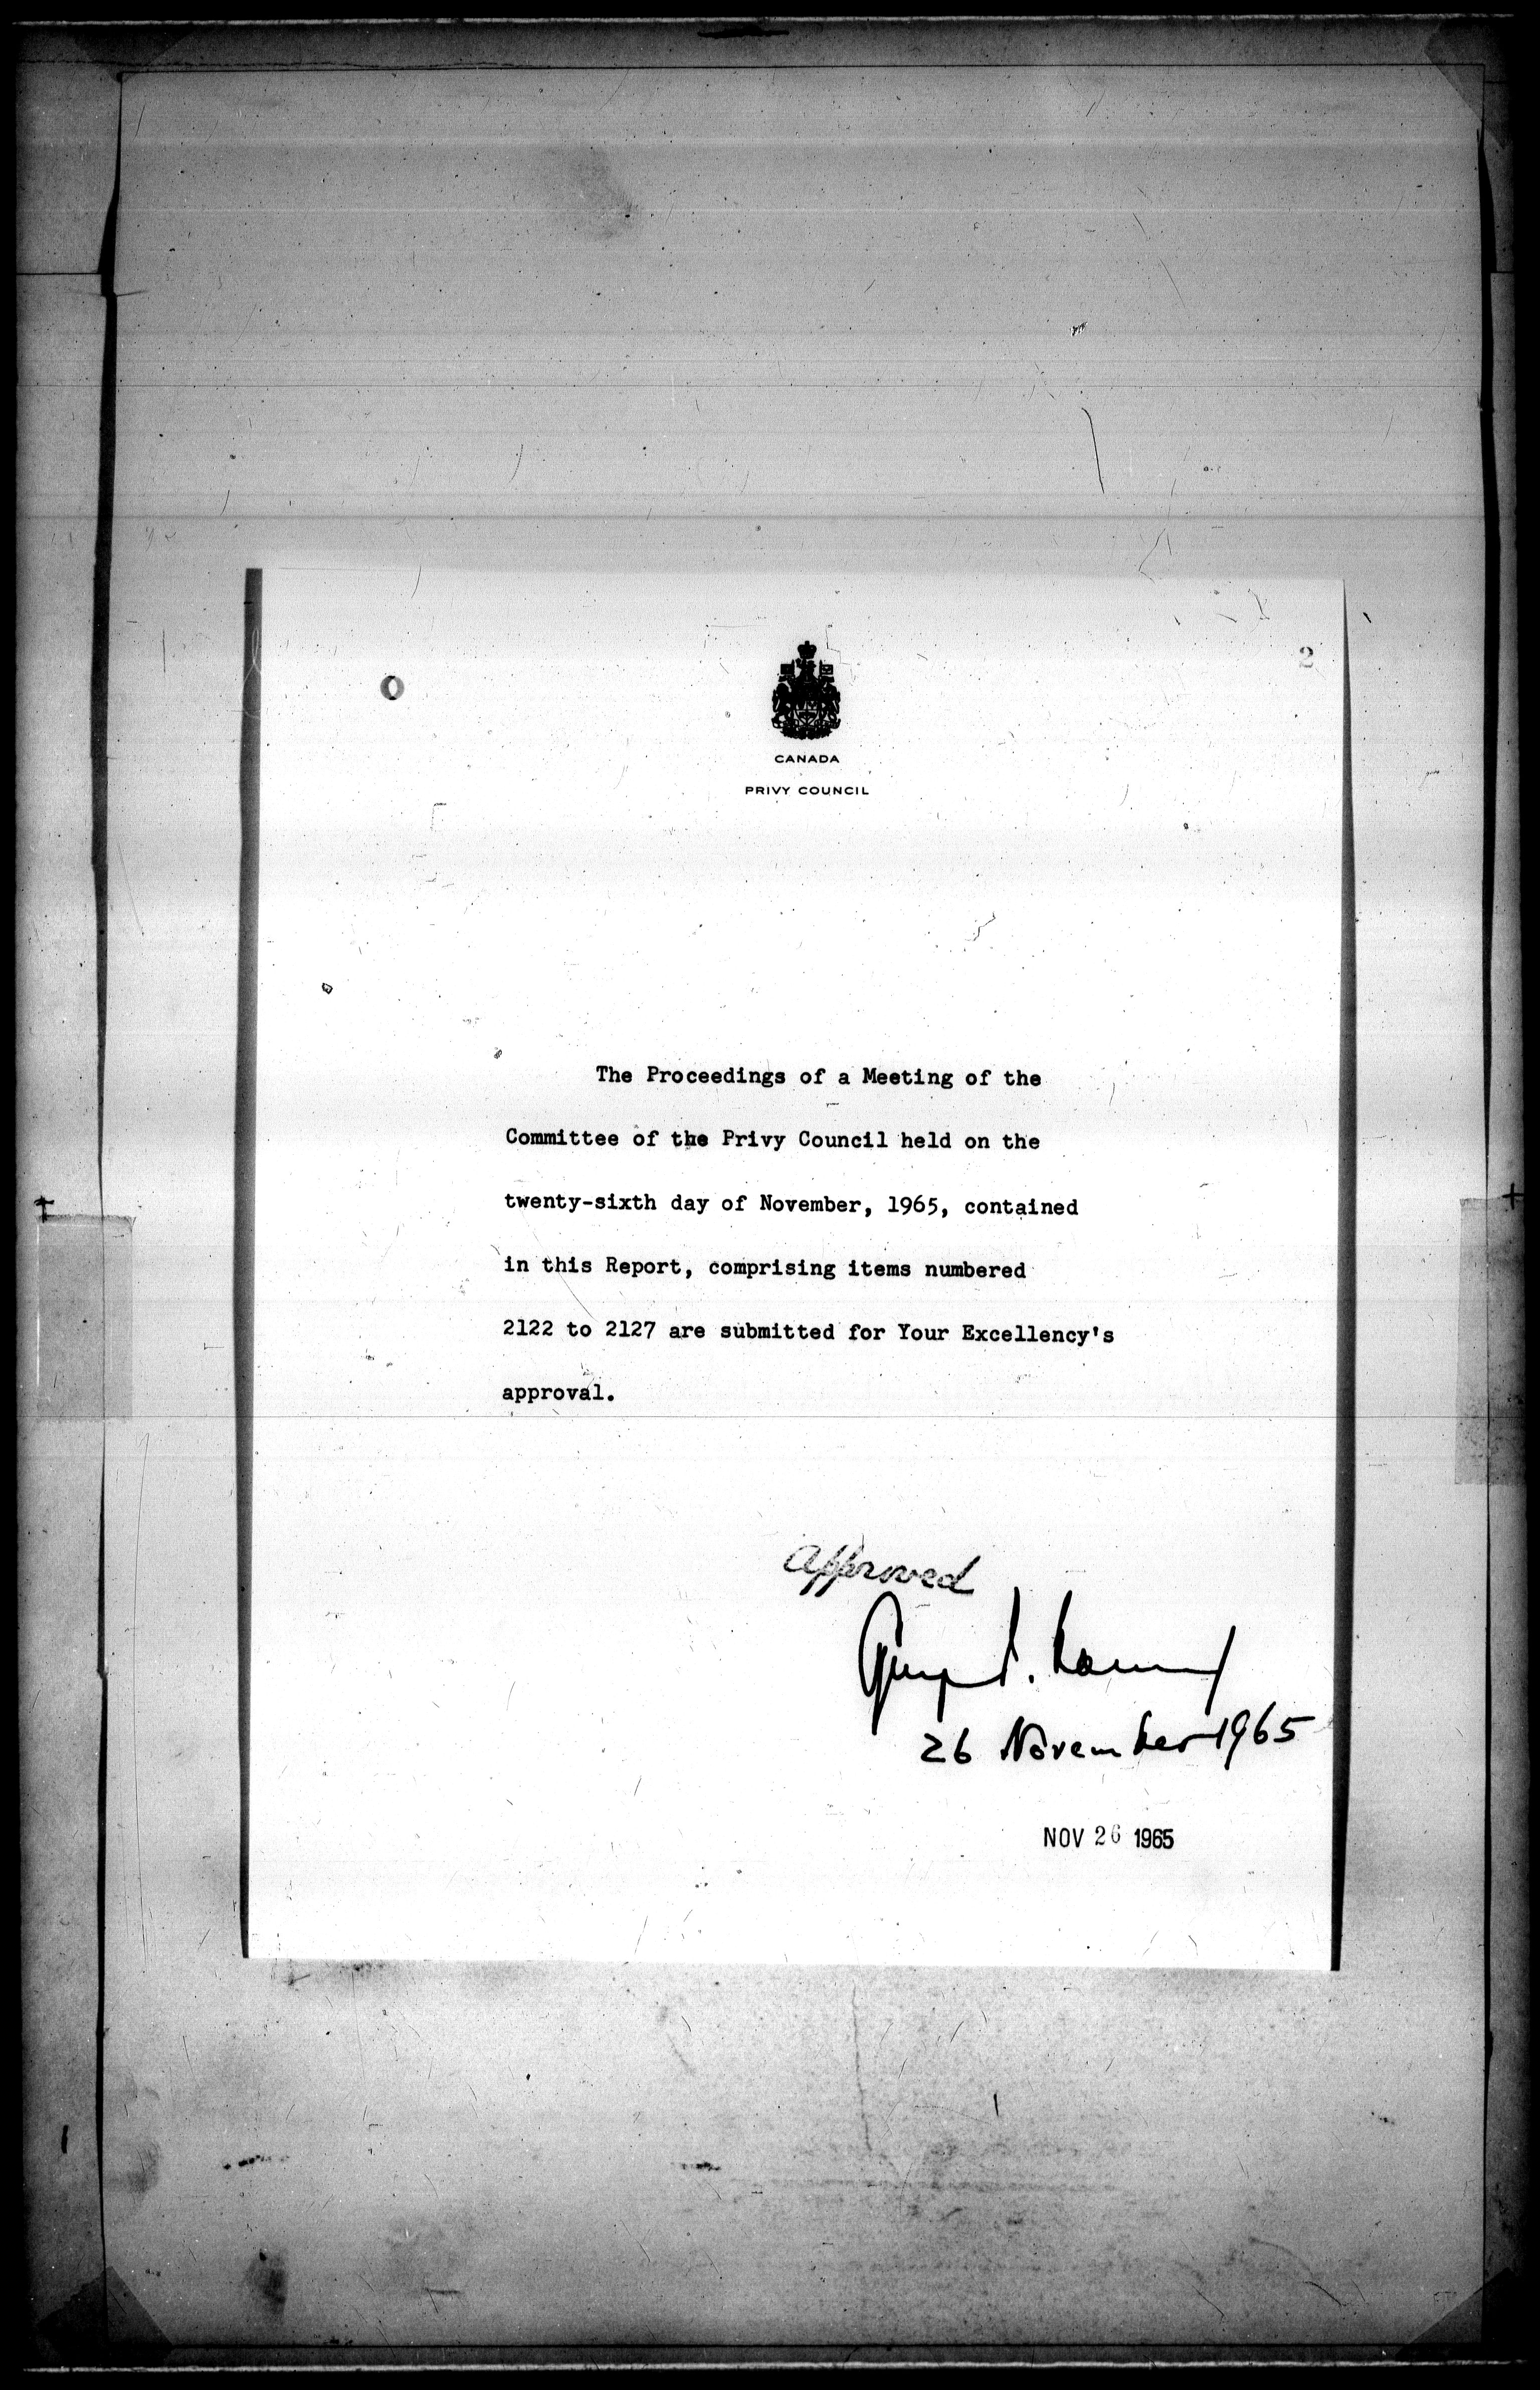 2
CANADA
PRIVY COUNCIL
The Proceedings of a Meeting of the
Committee of the Privy Council held on the
twenty-sixth day of November, 1965, contained
in this Report, comprising items numbered
2122 to 2127 are submitted for Your Excellency's
approval.
Approved
26 November 1965
NOV 26 1965